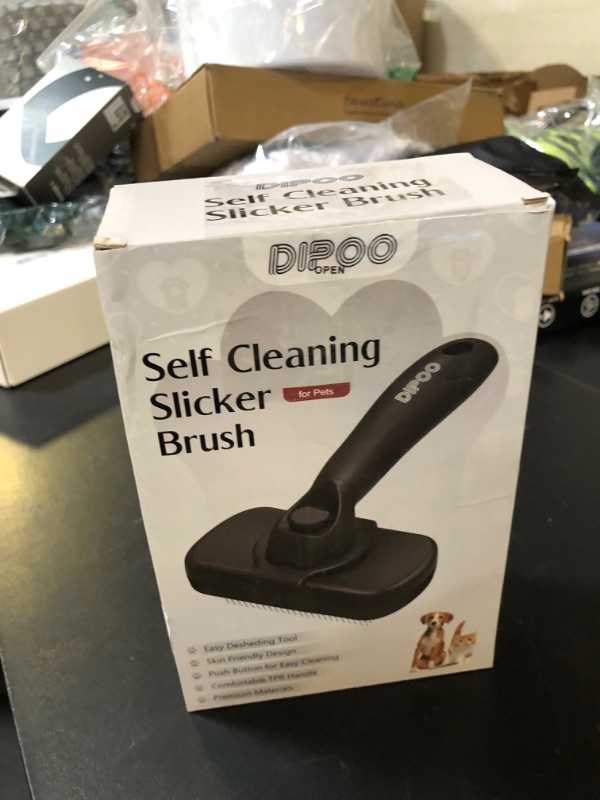 DIPOO
Self Cleaning
Slicker Brush
DIPOO
OPEN
Self Cleaning
Slicker for Pets
Brush
DIPOO
Easy Deshedding Tool
Skin Friendly Design
Push Button for Easy Cleaning
Comfortable TPR Handle
Premium Materials